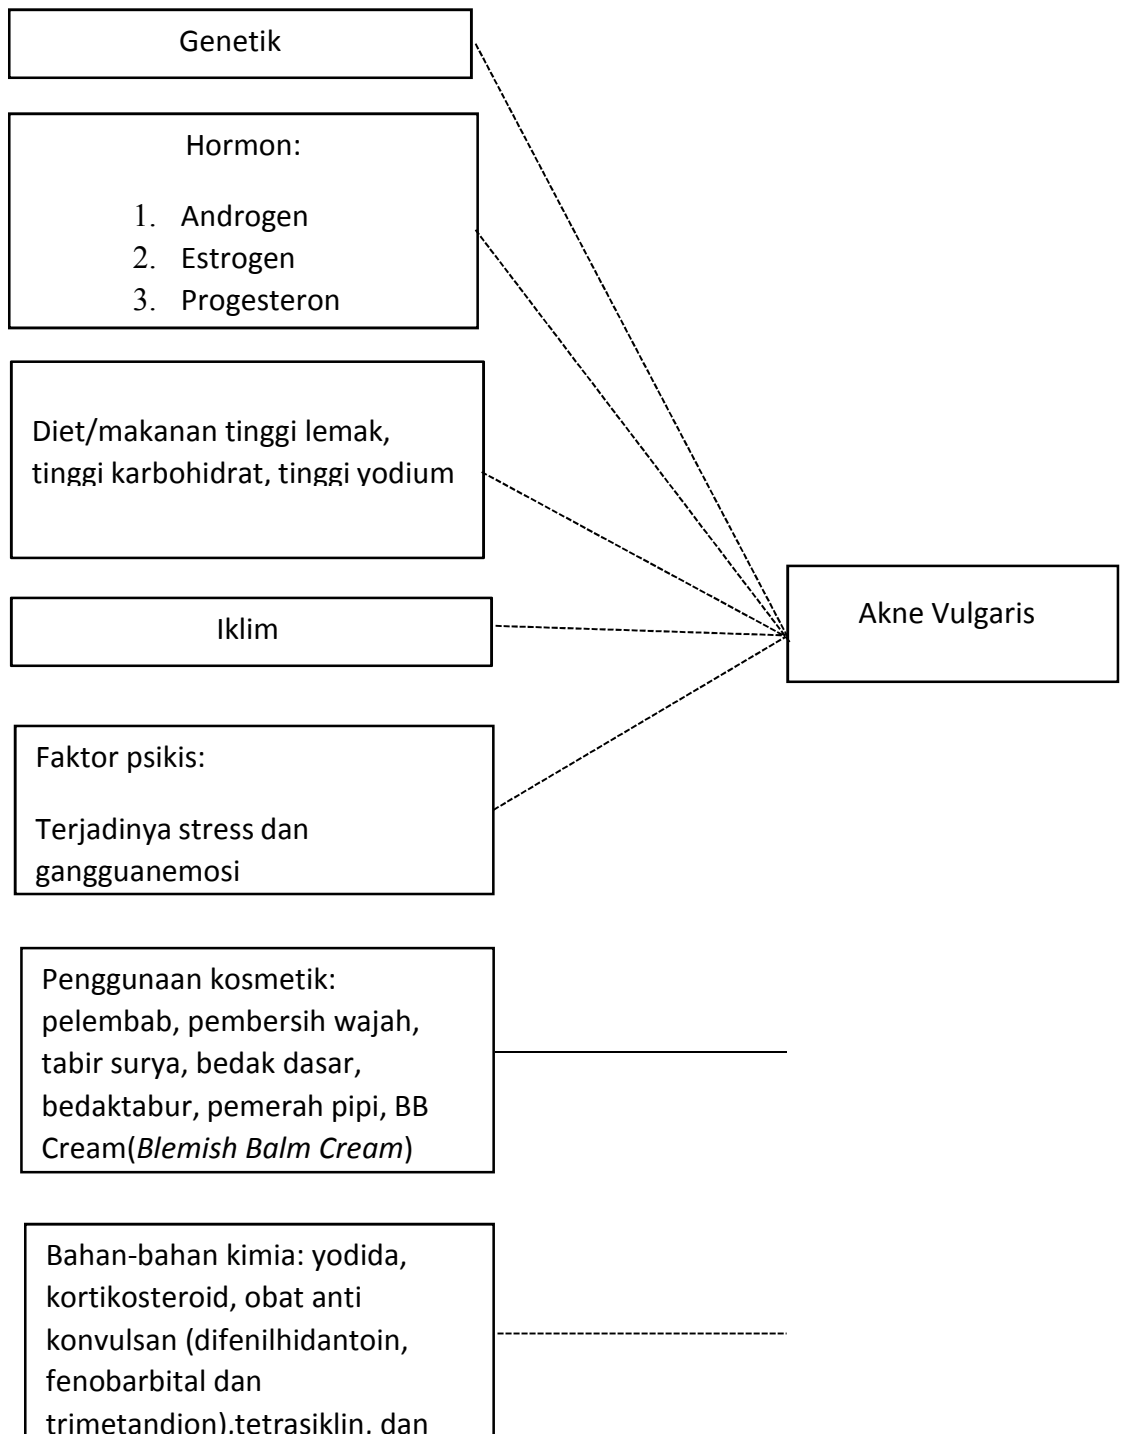 Genetik
Hormon:
1. Androgen
2. Estrogen
3. Progesteron
Diet/makanan tinggi lemak,
tinggi karbohidrat, tinggi yodium
Iklim
Akne Vulgaris
Faktor psikis:
Terjadinya stress dan
gangguanemosi
Penggunaan kosmetik:
pelembab, pembersih wajah,
tabir surya, bedak dasar,
bedaktabur, pemerah pipi, BB
Cream(Blemish Balm Cream)
Bahan-bahan kimia: yodida,
kortikosteroid, obat anti
konvulsan (difenilhidantoin,
fenobarbital dan
trimetandion),tetrasiklin, dan